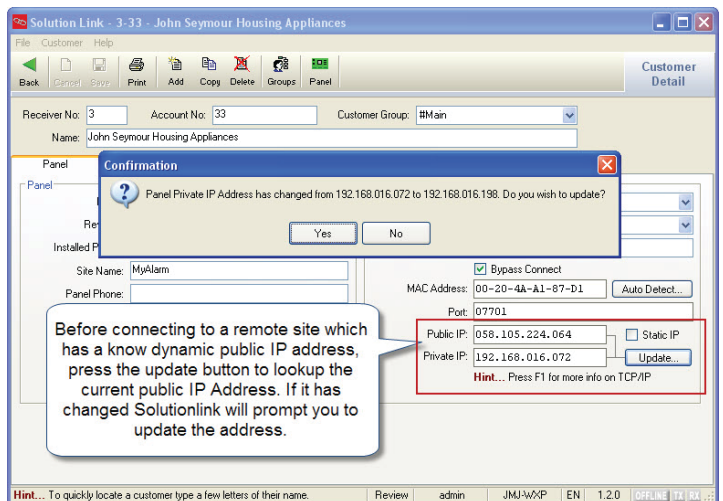 Solution Link - 3-33 - John Seymour Housing Appliances
File Customer Help
Back Cancel Save Print Add Copy Delete Groups Panel
Customer
Detail
Receiver No: 3 Account No: 33 Customer Group: #Main
Name: John Seymour Housing Appliances
Panel
Confirmation
Panel
Panel Private IP Address has changed from 192.168.016.072 to 192.168.016.198. Do you wish to update?
Yes No
Installed P
Site Name: MyAlarm
Bypass Connect
Panel Phone:
MAC Address: 00-20-4A-A1-87-D1 Auto Detect...
Port: 07701
Public IP: 058.105.224.064 Static IP
Private IP: 192.168.016.072 Update...
Hint... Press F1 for more info on TCP/IP
Before connecting to a remote site which
has a know dynamic public IP address,
press the update button to lookup the
current public IP Address. If it has
changed Solutionlink will prompt you to
update the address.
Hint... To quickly locate a customer type a few letters of their name. Review admin JMJ-WXP EN 1.2.0 OFFLINE TX RX